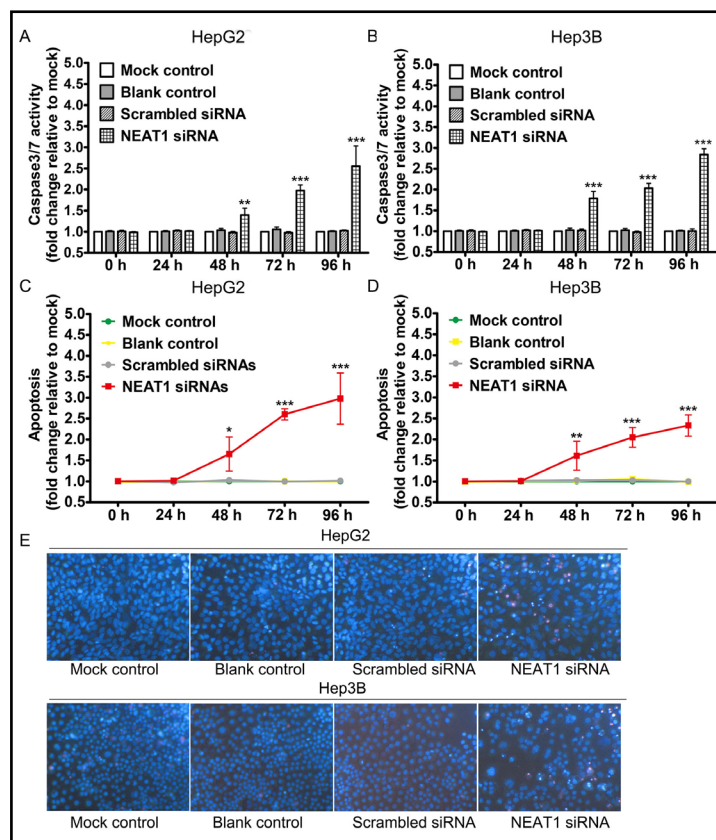 A
HepG2
Caspase3/7 activity
(fold change relative to mock)
5.0
4.5
4.0
3.5
3.0
2.5
2.0
1.5
1.0
0.5
Mock control
Blank control
Scrambled siRNA
NEAT1 siRNA
**
***
***
0 h 24 h 48 h 72 h 96 h
B
Hep3B
Caspase3/7 activity
(fold change relative to mock)
5.0
4.5
4.0
3.5
3.0
2.5
2.0
1.5
1.0
0.5
Mock control
Blank control
Scrambled siRNA
NEAT1 siRNA
***
***
***
0 h 24 h 48 h 72 h 96 h
C
HepG2
Apoptosis
(fold change relative to mock)
5.0
4.5
4.0
3.5
3.0
2.5
2.0
1.5
1.0
0.5
Mock control
Blank control
Scrambled siRNAs
NEAT1 siRNAs
*
***
***
0 h 24 h 48 h 72 h 96 h
D
Hep3B
Apoptosis
(fold change relative to mock)
5.0
4.5
4.0
3.5
3.0
2.5
2.0
1.5
1.0
0.5
Mock control
Blank control
Scrambled siRNA
NEAT1 siRNA
**
***
***
0 h 24 h 48 h 72 h 96 h
E
HepG2
Mock control Blank control Scrambled siRNA NEAT1 siRNA
Hep3B
Mock control Blank control Scrambled siRNA NEAT1 siRNA